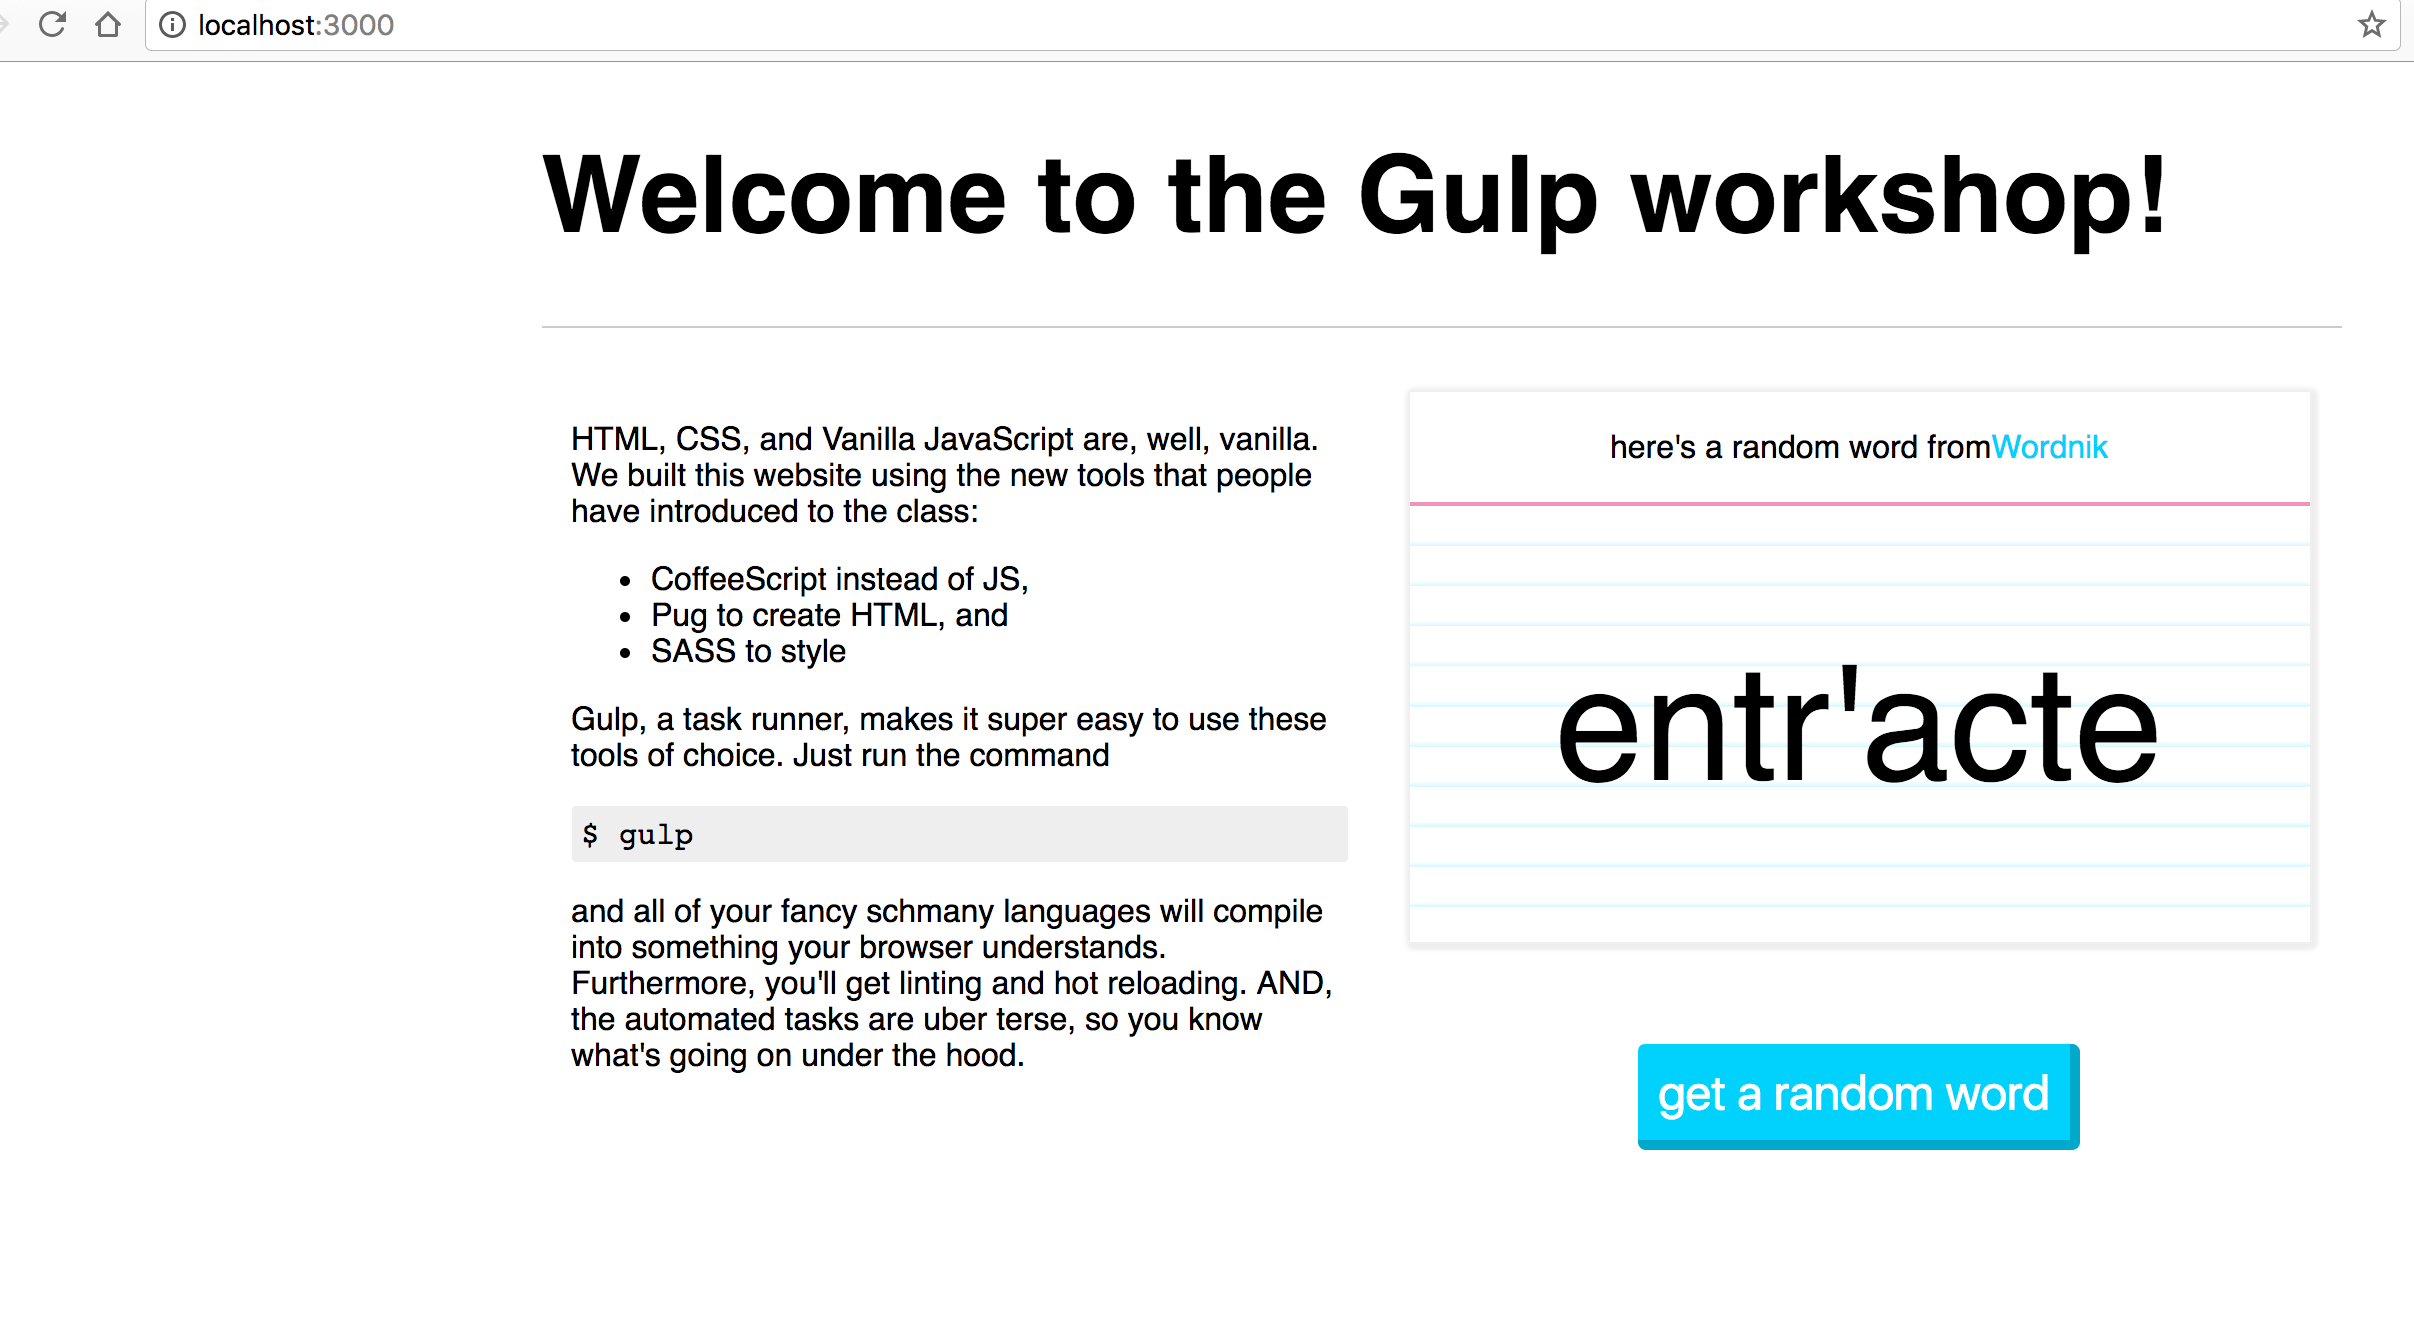 localhost:3000
Welcome to the Gulp workshop!
HTML, CSS, and Vanilla JavaScript are, well, vanilla.
We built this website using the new tools that people
have introduced to the class:
• CoffeeScript instead of JS,
• Pug to create HTML, and
• SASS to style
Gulp, a task runner, makes it super easy to use these
tools of choice. Just run the command
$ gulp
and all of your fancy schmany languages will compile
into something your browser understands.
Furthermore, you'll get linting and hot reloading. AND,
the automated tasks are uber terse, so you know
what's going on under the hood.
here's a random word fromWordnik
entr'acte
get a random word